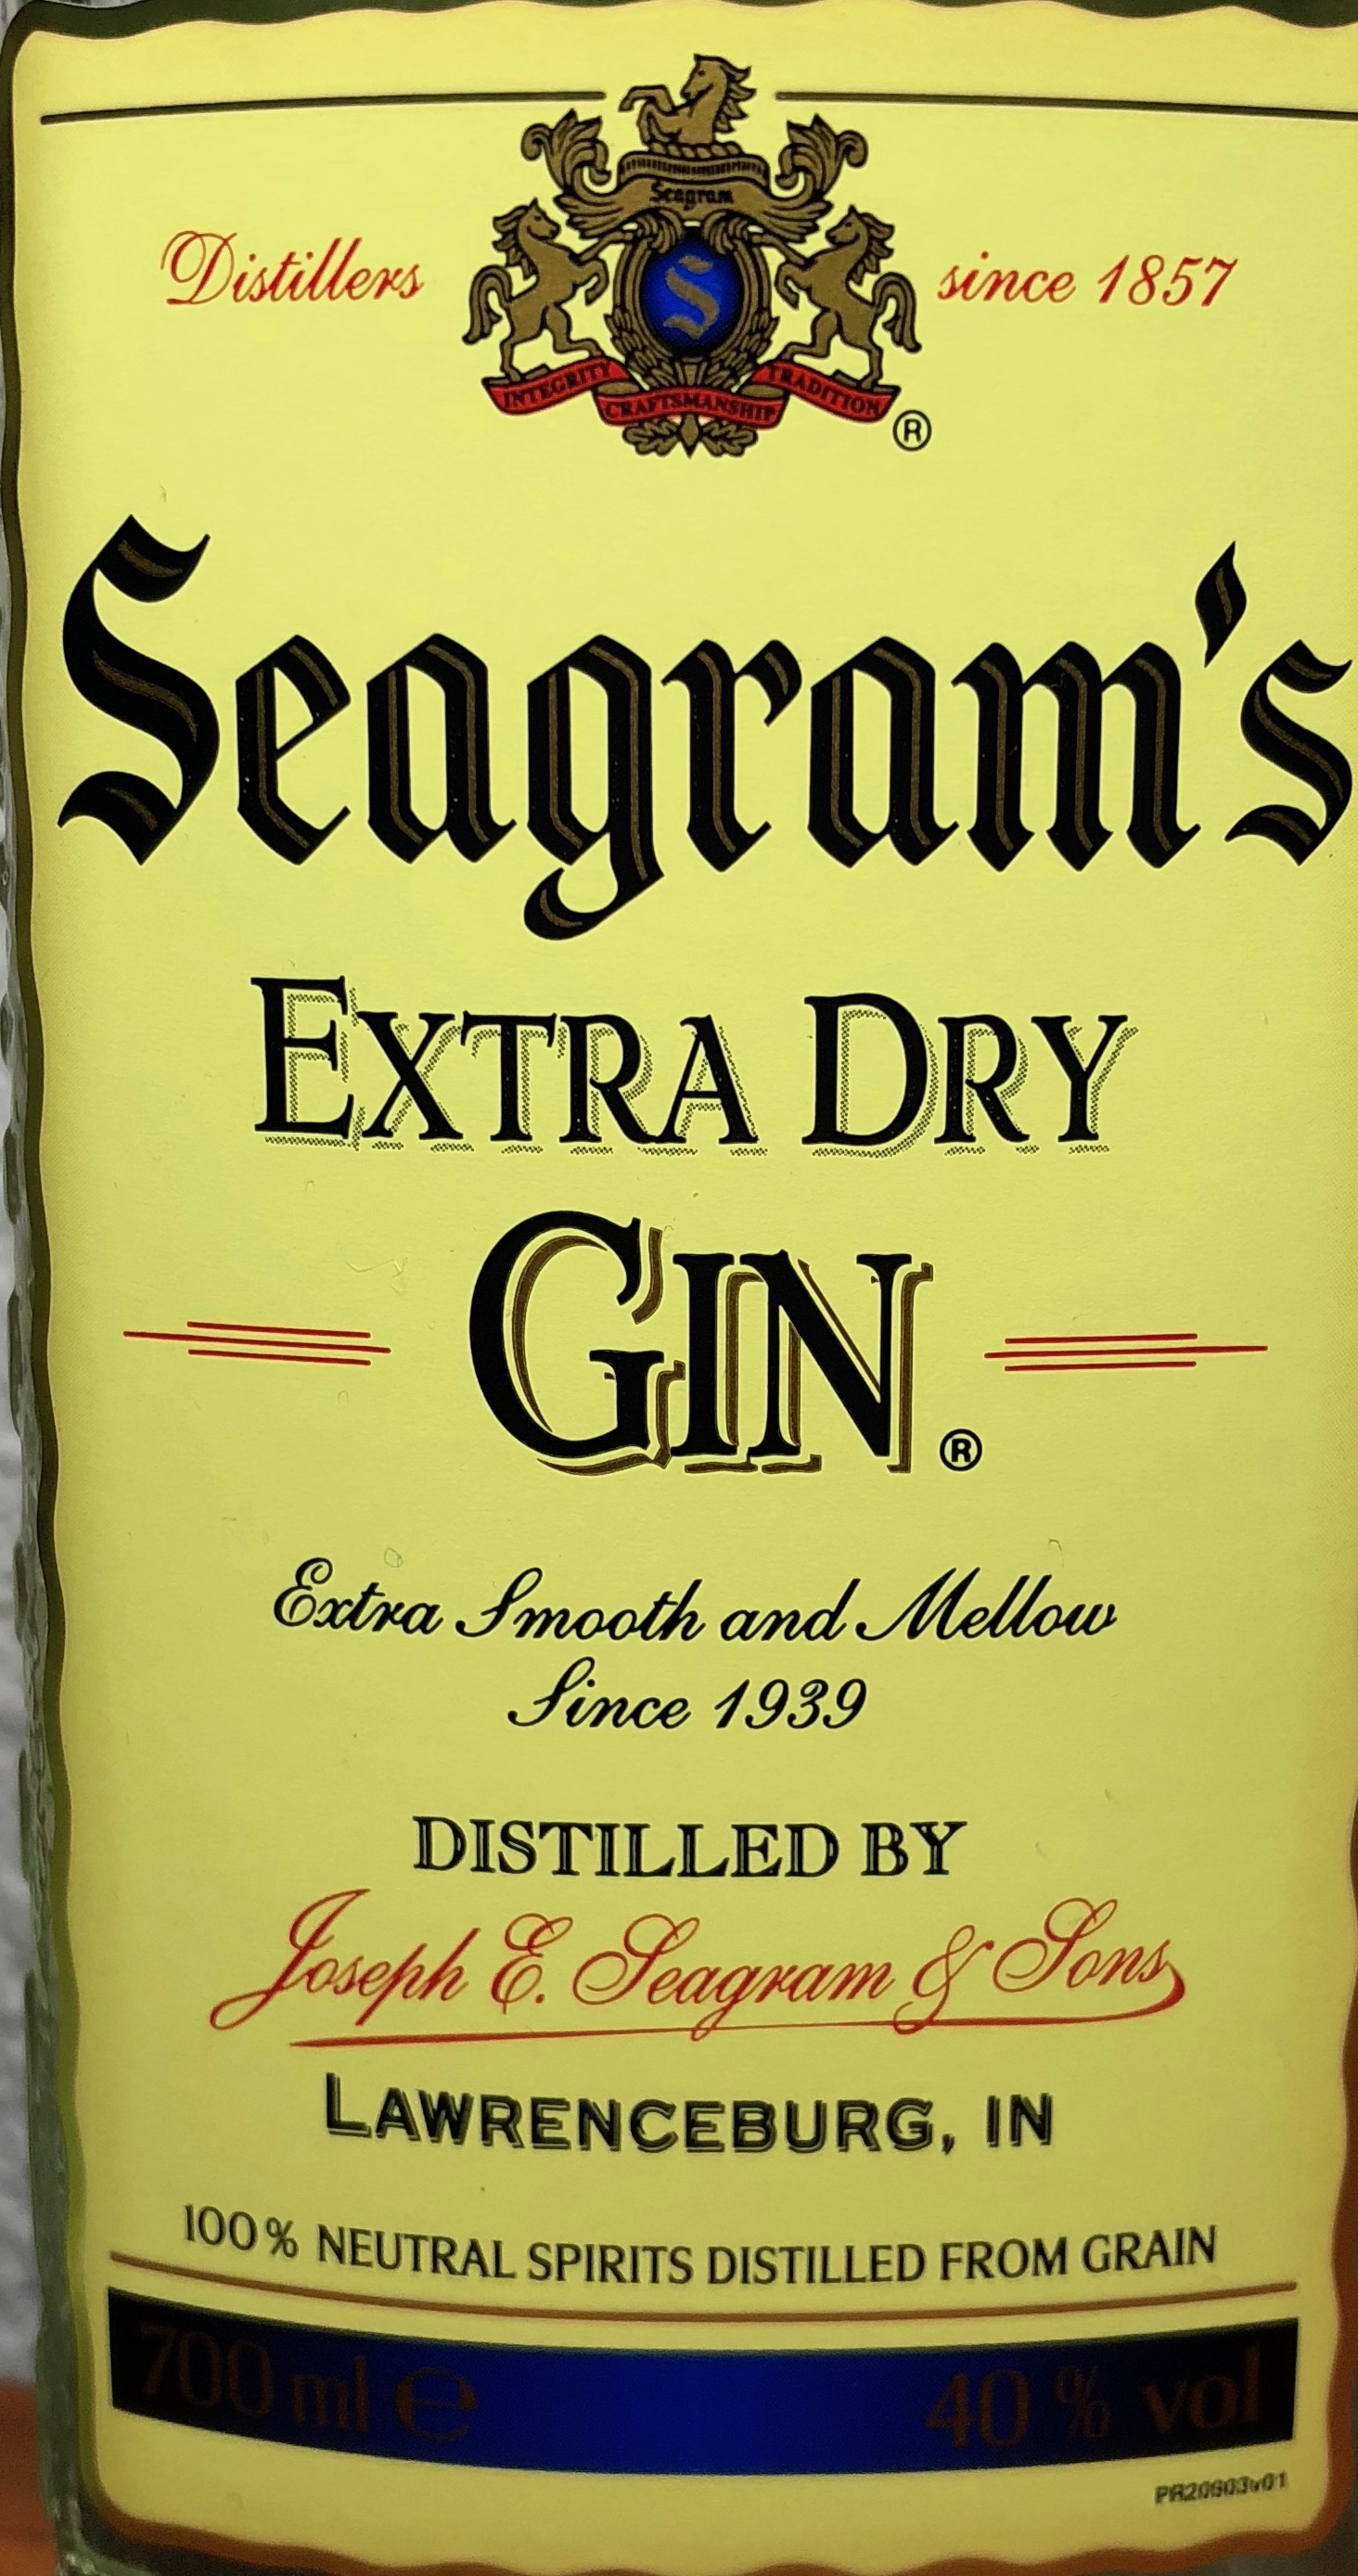 Seagram
Distillers since 1857
S
INTEGRITY CRAFTSMANSHIP TRADITION
®
Seagram's
EXTRA DRY
GIN®
Extra Smooth and Mellow
Since 1939
DISTILLED BY
Joseph E. Seagram & Sons
LAWRENCEBURG, IN
100% NEUTRAL SPIRITS DISTILLED FROM GRAIN
700 ml ℮ 40 % vol